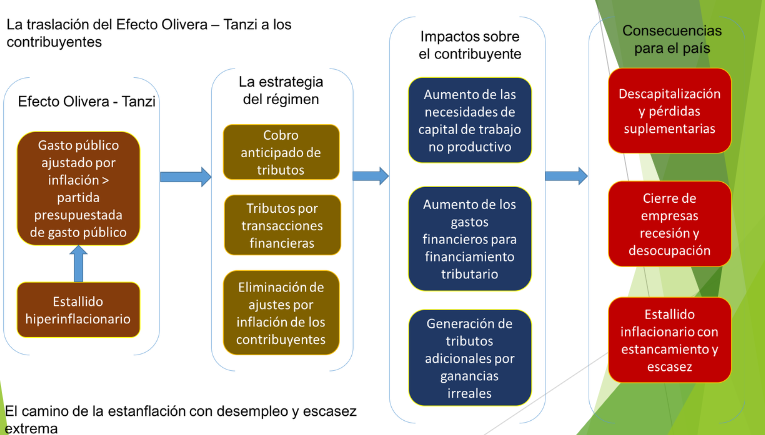 La traslación del Efecto Olivera – Tanzi a los
contribuyentes
Efecto Olivera - Tanzi
Gasto público
ajustado por
inflación >
partida
presupuestada
de gasto público
Estallido
hiperinflacionario
La estrategia
del régimen
Cobro
anticipado de
tributos
Tributos por
transacciones
financieras
Eliminación de
ajustes por
inflación de los
contribuyentes
Impactos sobre
el contribuyente
Aumento de las
necesidades de
capital de trabajo
no productivo
Aumento de los
gastos
financieros para
financiamiento
tributario
Generación de
tributos
adicionales por
ganancias
irreales
Consecuencias
para el país
Descapitalización
y pérdidas
suplementarias
Cierre de
empresas
recesión y
desocupación
Estallido
inflacionario con
estancamiento y
escasez
El camino de la estanflación con desempleo y escasez
extrema